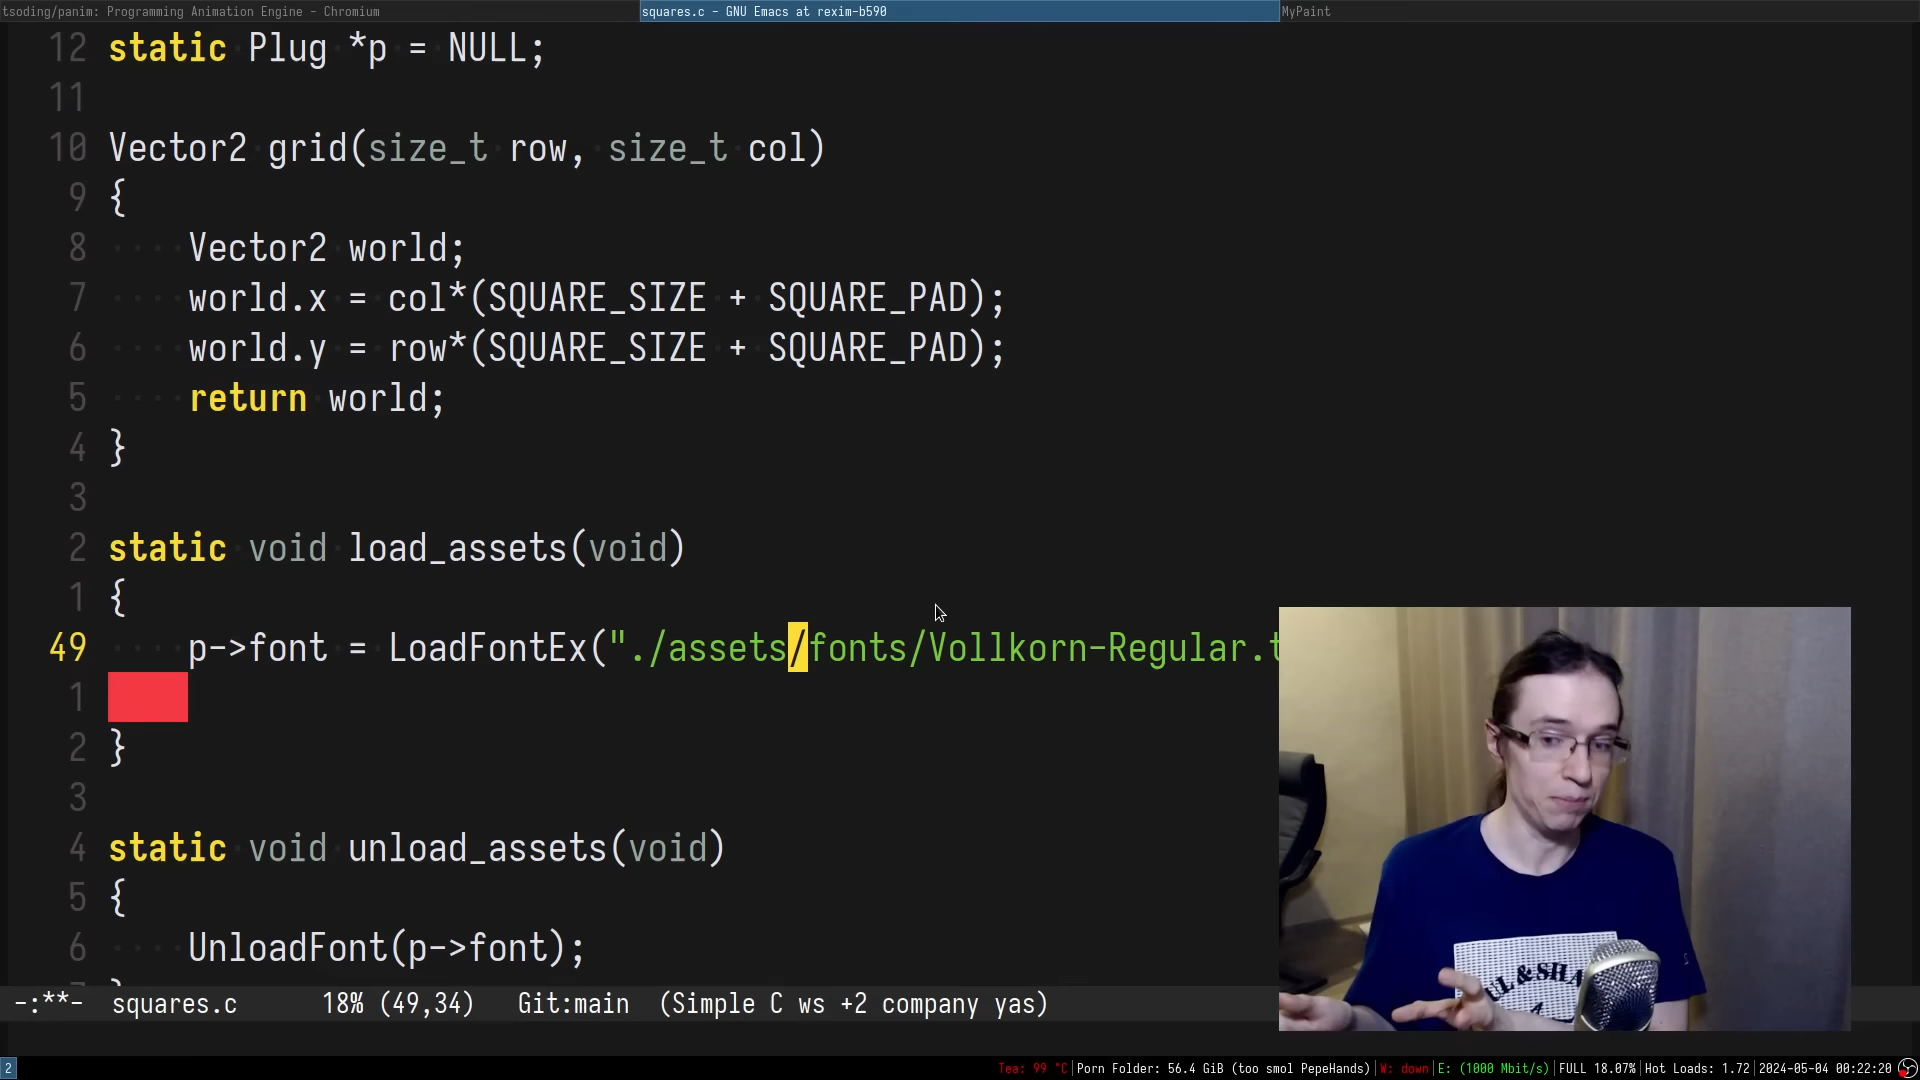 tsoding/panim: Programming Animation Engine - Chromium
squares.c - GNU Emacs at rexim-b590
MyPaint
12 static Plug *p = NULL;
11
10 Vector2 grid(size_t row, size_t col)
9 {
8 Vector2 world;
7 world.x = col*(SQUARE_SIZE + SQUARE_PAD);
6 world.y = row*(SQUARE_SIZE + SQUARE_PAD);
5 return world;
4 }
3
2 static void load_assets(void)
1 {
49 p->font = LoadFontEx("./assets/fonts/Vollkorn-Regular.t
1
2 }
3
4 static void unload_assets(void)
5 {
6 UnloadFont(p->font);
-:**- squares.c 18% (49,34) Git:main (Simple C ws +2 company yas)
2
Tea: 99 °C|Porn Folder: 56.4 GiB (too smol PepeHands)|W: down|E: (1000 Mbit/s)|FULL 18.07%|Hot Loads: 1.72|2024-05-04 00:22:20